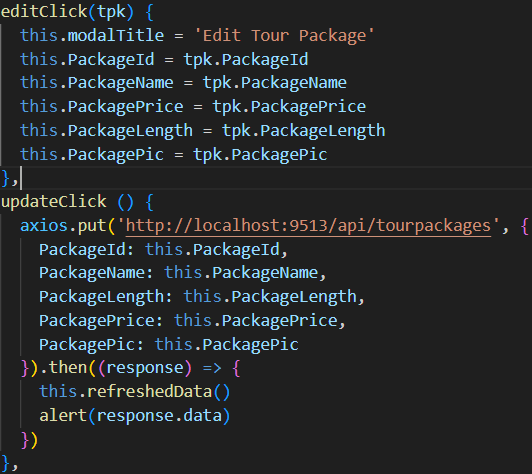 editClick(tpk) {
  this.modalTitle = 'Edit Tour Package'
  this.PackageId = tpk.PackageId
  this.PackageName = tpk.PackageName
  this.PackagePrice = tpk.PackagePrice
  this.PackageLength = tpk.PackageLength
  this.PackagePic = tpk.PackagePic
},
updateClick () {
  axios.put('http://localhost:9513/api/tourpackages', {
    PackageId: this.PackageId,
    PackageName: this.PackageName,
    PackageLength: this.PackageLength,
    PackagePrice: this.PackagePrice,
    PackagePic: this.PackagePic
  }).then((response) => {
    this.refreshedData()
    alert(response.data)
  })
},